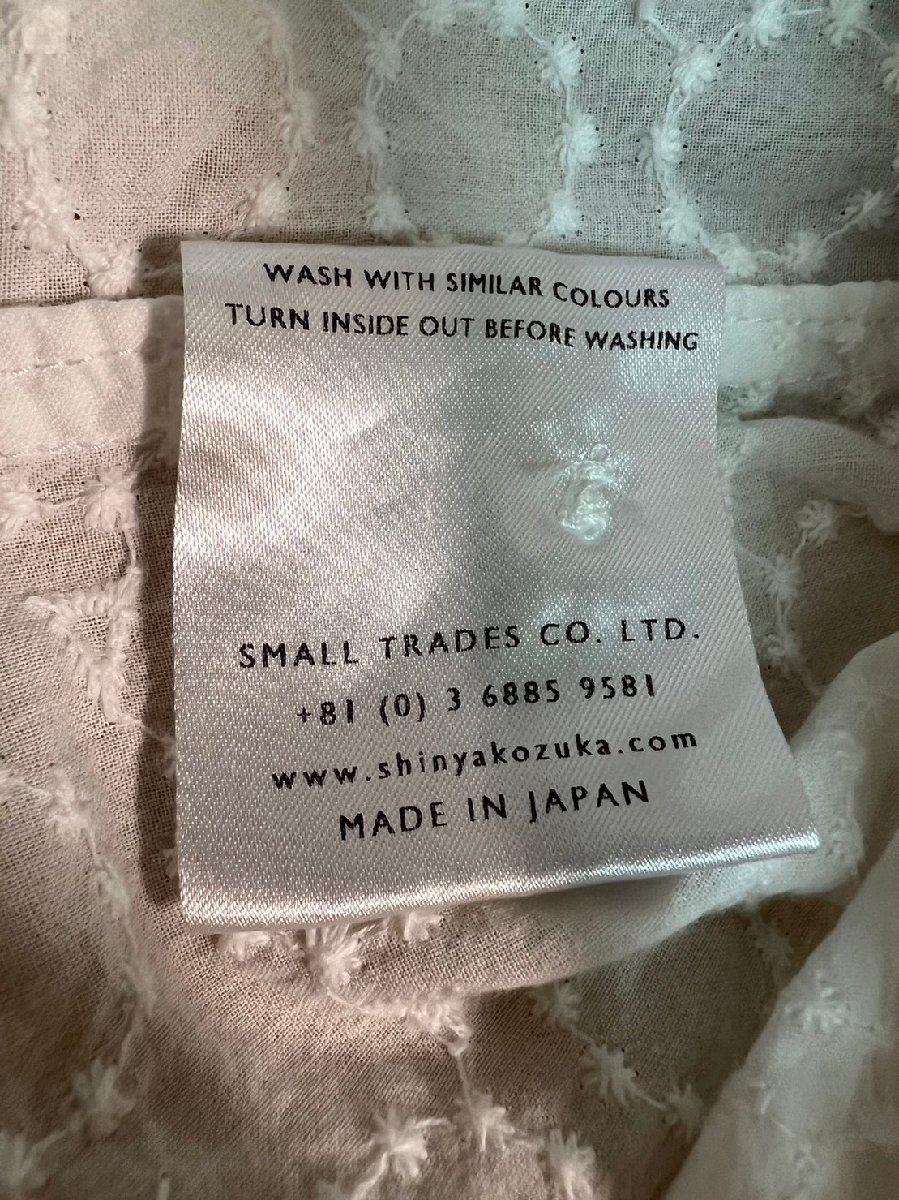 WASH WITH SIMILAR COLOURS
TURN INSIDE OUT BEFORE WASHING
SMALL TRADES CO. LTD.
+81 (0) 3 6885 9581
www.shinyakozuka.com
MADE IN JAPAN